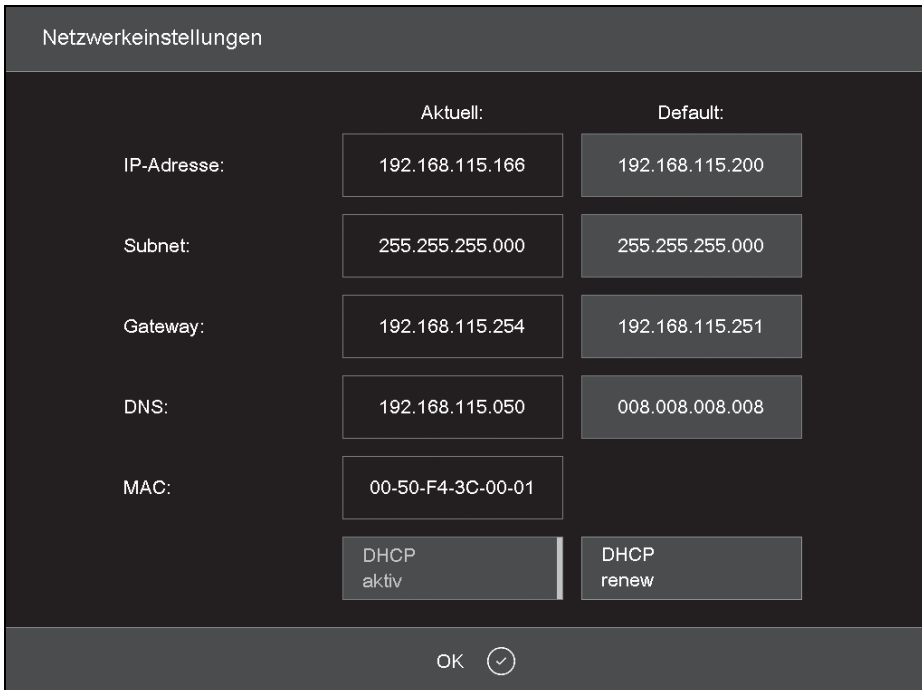 Netzwerkeinstellungen
Aktuell: Default:
IP-Adresse: 192.168.115.166 192.168.115.200
Subnet: 255.255.255.000 255.255.255.000
Gateway: 192.168.115.254 192.168.115.251
DNS: 192.168.115.050 008.008.008.008
MAC: 00-50-F4-3C-00-01
DHCP DHCP
aktiv renew
OK